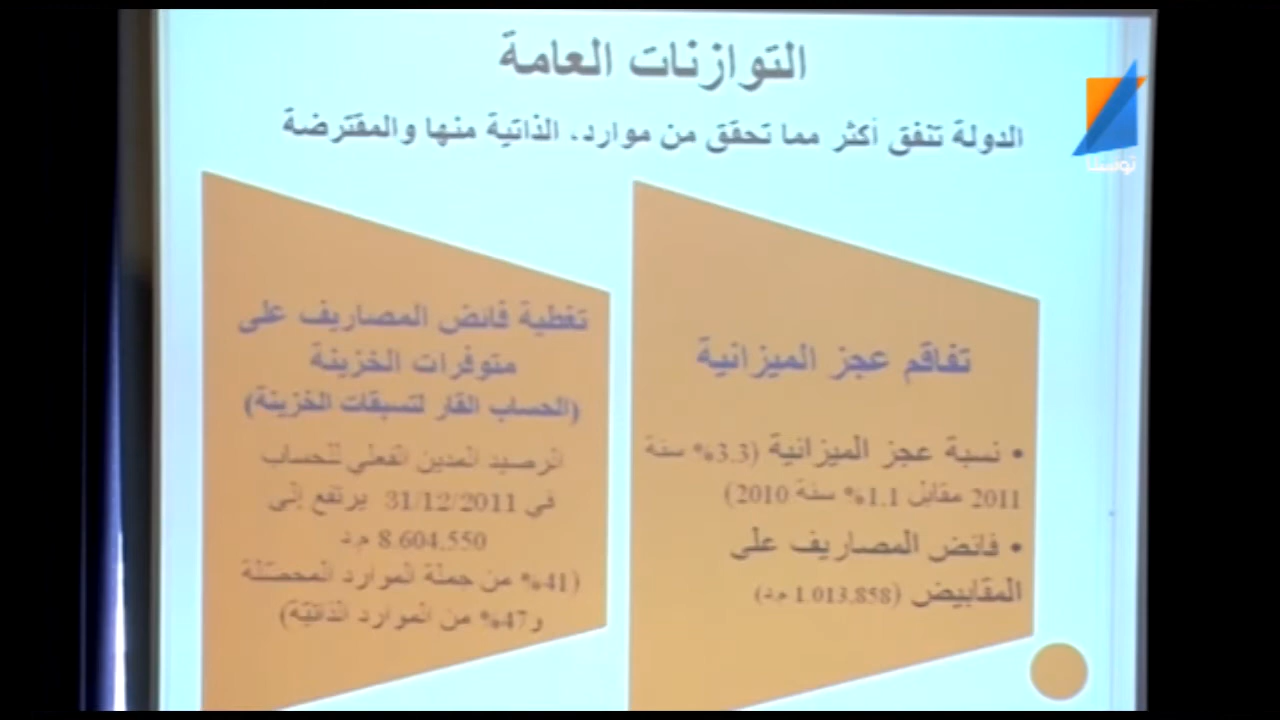 التوازنات العامة
الدولة تنفق أكثر مما تحقق من موارد، الذاتية منها والمقترضة
تفاقم عجز الميزانية
• نسبة عجز الميزانية (3.3% سنة
2011 مقابل 1.1% سنة 2010)
• فائض المصاريف على
المقابيض (1.013.858 م.د)
تغطية فائض المصاريف على
متوفرات الخزينة
(الحساب القار لتسبقات الخزينة)
الرصيد المدين الفعلي للحساب
في 31/12/2011 يرتفع إلى
8.604.550 م.د
(41% من جملة الموارد المحصّلة
و47% من الموارد الذاتيّة)
تونسنا